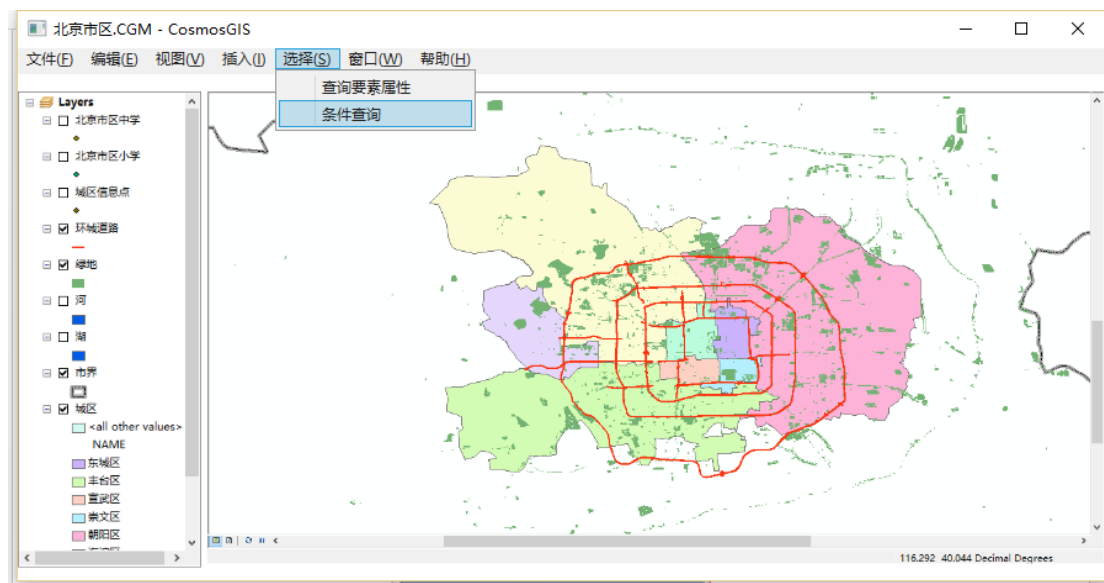 北京市区.CGM - CosmosGIS
文件(F) 编辑(E) 视图(V) 插入(I) 选择(S) 窗口(W) 帮助(H)
查询要素属性
条件查询
Layers
北京市区中学
北京市区小学
城区信息点
环城道路
绿地
河
湖
市界
城区
<all other values>
NAME
东城区
丰台区
宣武区
崇文区
朝阳区
116.292 40.044 Decimal Degrees